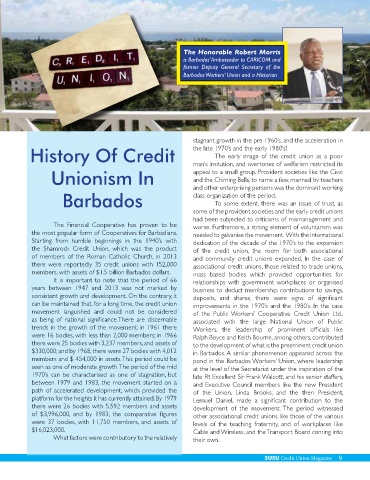 C, R, E, D, I, T,
U, N, I, O, N,
The Honorable Robert Morris
is Barbados' Ambassador to CARICOM and
former Deputy General Secretary of the
Barbados Workers' Union and a Historian
History Of Credit
Unionism In
Barbados
The Financial Cooperative has proven to be
the most popular form of Cooperatives for Barbadians.
Starting from humble beginnings in the 1940's with
the Shamrock Credit Union, which was the product
of members of the Roman Catholic Church, in 2013
there were reportedly 35 credit unions with 152,000
members, with assets of $1.5 billion Barbados dollars.
It is important to note that the period of 66
years between 1947 and 2013 was not marked by
consistent growth and development. On the contrary, it
can be maintained that, for a long time, the credit union
movement languished and could not be considered
as being of national significance. There are discernable
trends in the growth of the movement: in 1961 there
were 16 bodies, with less than 2,000 members; in 1966
there were 25 bodies with 3,237 members, and assets of
$330,000; and by 1968, there were 27 bodies with 4,012
members and $ 454,000 in assets. This period could be
seen as one of moderate growth. The period of the mid
1970's can be characterised as one of stagnation, but
between 1979 and 1983, the movement started on a
path of accelerated development, which provided the
platform for the heights it has currently attained. By 1979
there were 26 bodies with 5,592 members and assets
of $3,996,000, and by 1983, the comparative figures
were 37 bodies, with 11,750 members, and assets of
$16,023,000.
What factors were contributory to the relatively
stagnant growth in the pre 1960's, and the acceleration in
the late 1970's and the early 1980's?
The early image of the credit union as a poor
man's insitution, and overtones of welfarism restricted its
appeal to a small group. Provident societies like the Civic
and the Chiming Bells, to name a few, manned by teachers
and other enterprising persons was the dominant working
class organization of the period.
To some extent, there was an issue of trust, as
some of the provident societies and the early credit unions
had been subjected to criticisms of mismanagement and
worse. Furthermore, a strong element of voluntarism was
needed to galvanise the movement. With the International
dedication of the decade of the 1970's to the expansion
of the credit union, the room for both associational
and community credit unions expanded. In the case of
associational credit unions, those related to trade unions,
mass based bodies which provided opportunities for
relationships with government workplaces or organised
business to deduct membership contributions to savings,
deposits, and shares, there were signs of significant
improvements in the 1970's and the 1980's. In the case
of the Public Workers' Cooperative Credit Union Ltd.,
associated with the large National Union of Public
Workers, the leadership of prominent officials like
Ralph Boyce and Keith Bourne, among others, contributed
to the development of what is the preeminent credit union
in Barbados. A similar phenomenon appeared across the
pond in the Barbados Workers' Union, where leadership
at the level of the Secretariat under the inspiration of the
late Rt Excellent Sir Frank Walcott, and his senior staffers,
and Executive Council members like the now President
of the Union, Linda Brooks, and the then President,
Lemuel Daniel, made a significant contribution to the
development of the movement. The period witnessed
other associational credit unions like those of the various
levels of the teaching fraternity, and of workplaces like
Cable and Wireless, and the Transport Board coming into
their own.
SUSU Credit Union Magazine 9